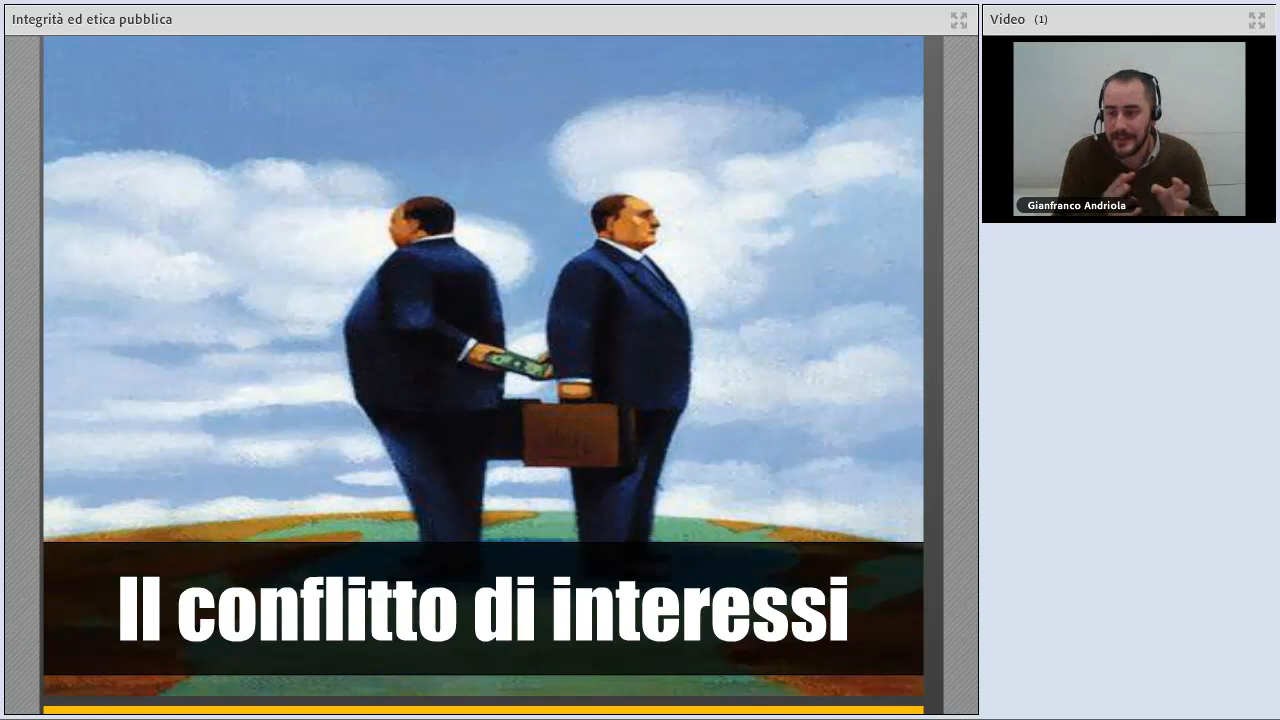 Integrità ed etica pubblica
Video (1)
Gianfranco Andriola
Il conflitto di interessi